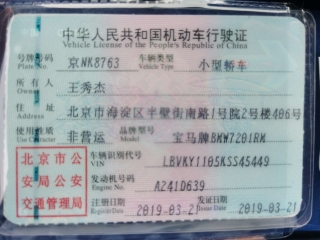 中华人民共和国机动车行驶证
Vehicle License of the People's Republic of China
号牌号码 京NK8763 车辆类型 小型轿车
Plate No. Vehicle Type
所有人 王秀杰
Owner
住址 北京市海淀区半壁街南路1号院2号楼406号
Address
使用性质 非营运 品牌型号 宝马牌BMW7201RM
Use Character Model
北京市公安局公安交通管理局
车辆识别代号 LBVKY1105KSS45449
VIN
发动机号码 A241D639
Engine No.
注册日期 2019-03-21 发证日期 2019-03-21
Register Date Issue Date